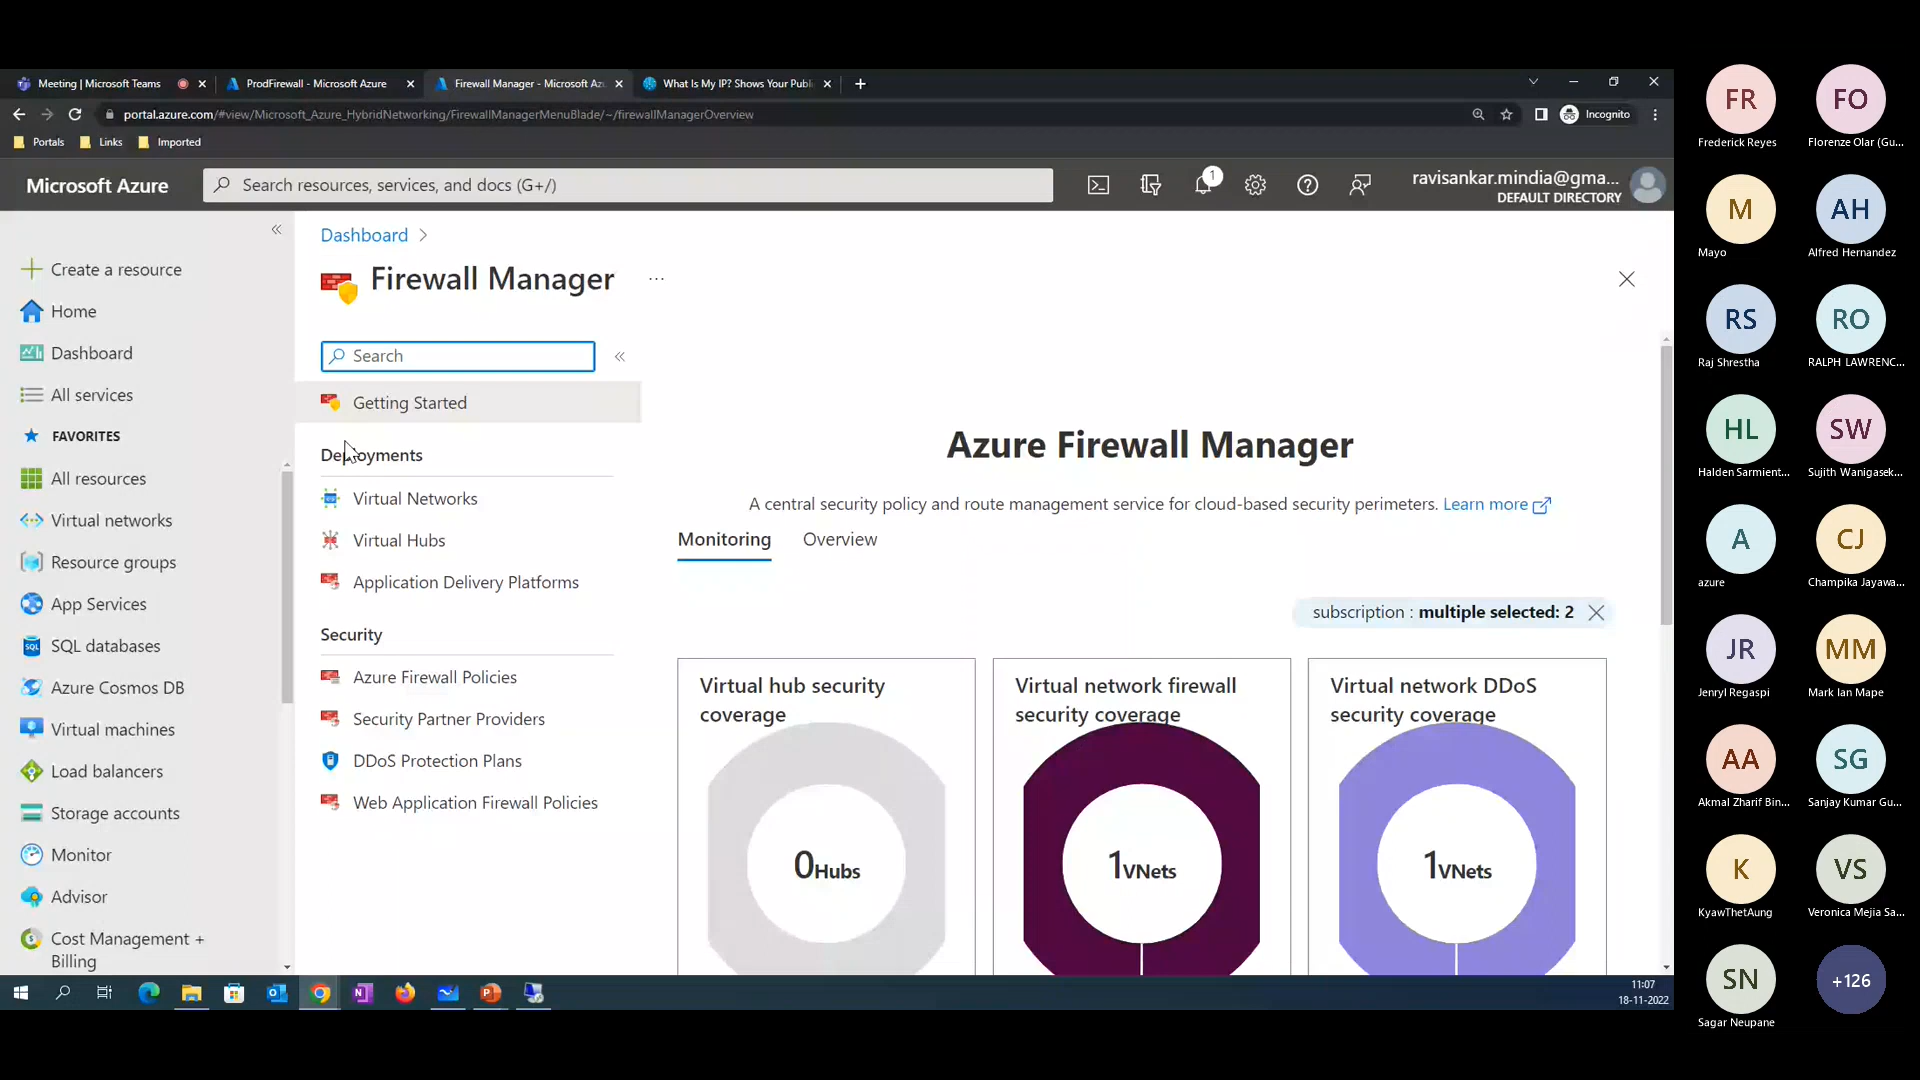 Meeting | Microsoft Teams
ProdFirewall - Microsoft Azure
Firewall Manager - Microsoft Az
What Is My IP? Shows Your Publ
portal.azure.com/#view/Microsoft_Azure_HybridNetworking/FirewallManagerMenuBlade/~/firewallManagerOverview
Incognito
Portals
Links
Imported
Microsoft Azure
Search resources, services, and docs (G+/)
1
ravisankar.mindia@gma...
DEFAULT DIRECTORY
Create a resource
Home
Dashboard
All services
FAVORITES
All resources
Virtual networks
Resource groups
App Services
SQL databases
Azure Cosmos DB
Virtual machines
Load balancers
Storage accounts
Monitor
Advisor
Cost Management +
Billing
Dashboard
Firewall Manager
...
Search
Getting Started
Deployments
Virtual Networks
Virtual Hubs
Application Delivery Platforms
Security
Azure Firewall Policies
Security Partner Providers
DDoS Protection Plans
Web Application Firewall Policies
Azure Firewall Manager
A central security policy and route management service for cloud-based security perimeters. Learn more
Monitoring
Overview
subscription : multiple selected: 2
Virtual hub security
coverage
0Hubs
Virtual network firewall
security coverage
1VNets
Virtual network DDoS
security coverage
1VNets
11:07
18-11-2022
FR
Frederick Reyes
FO
Florenze Olar (Gu...
M
Mayo
AH
Alfred Hernandez
RS
Raj Shrestha
RO
RALPH LAWRENC...
HL
Halden Sarmient...
SW
Sujith Wanigasek...
A
azure
CJ
Champika Jayawa...
JR
Jenryl Regaspi
MM
Mark Ian Mape
AA
Akmal Zharif Bin...
SG
Sanjay Kumar Gu...
K
KyawThetAung
VS
Veronica Mejia Sa...
SN
Sagar Neupane
+126